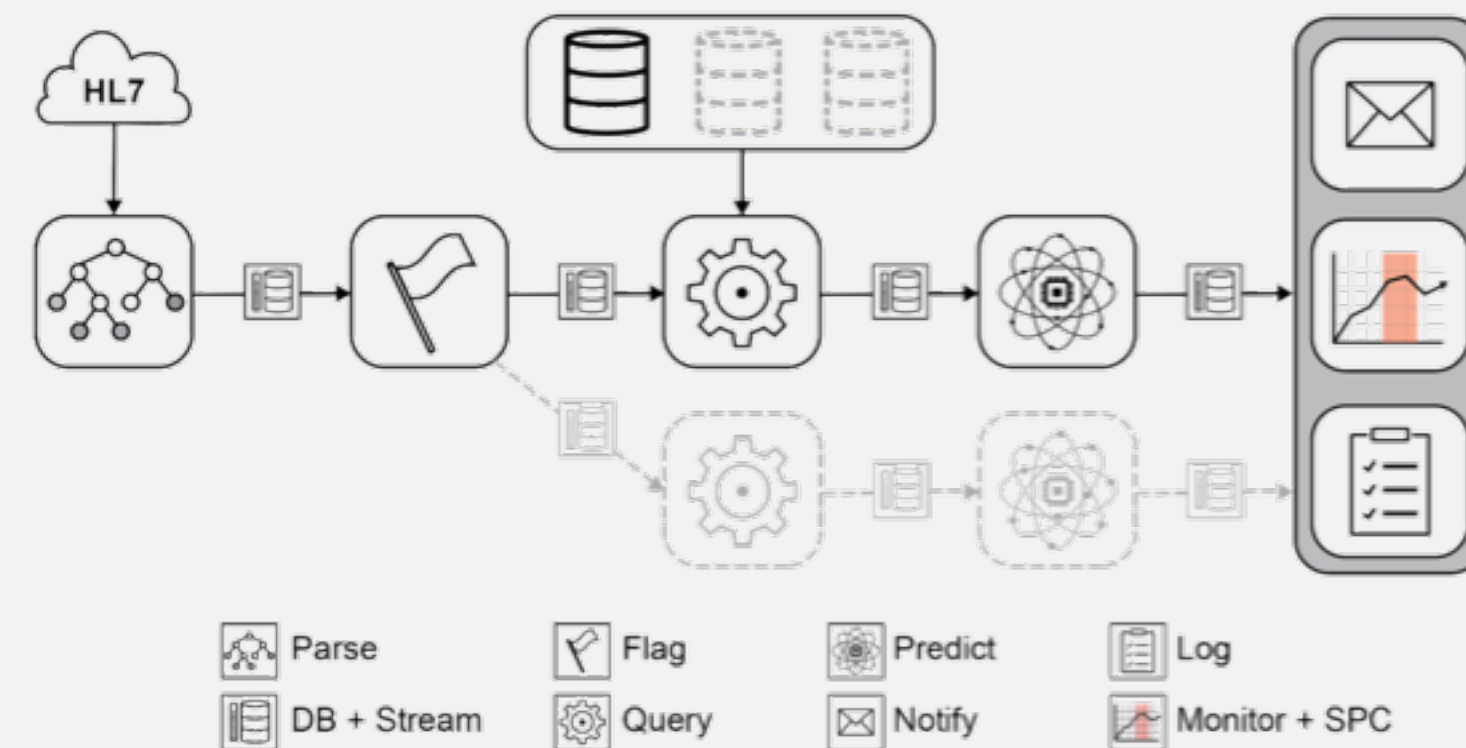 HL7
Parse
Flag
Predict
Log
DB + Stream
Query
Notify
Monitor + SPC